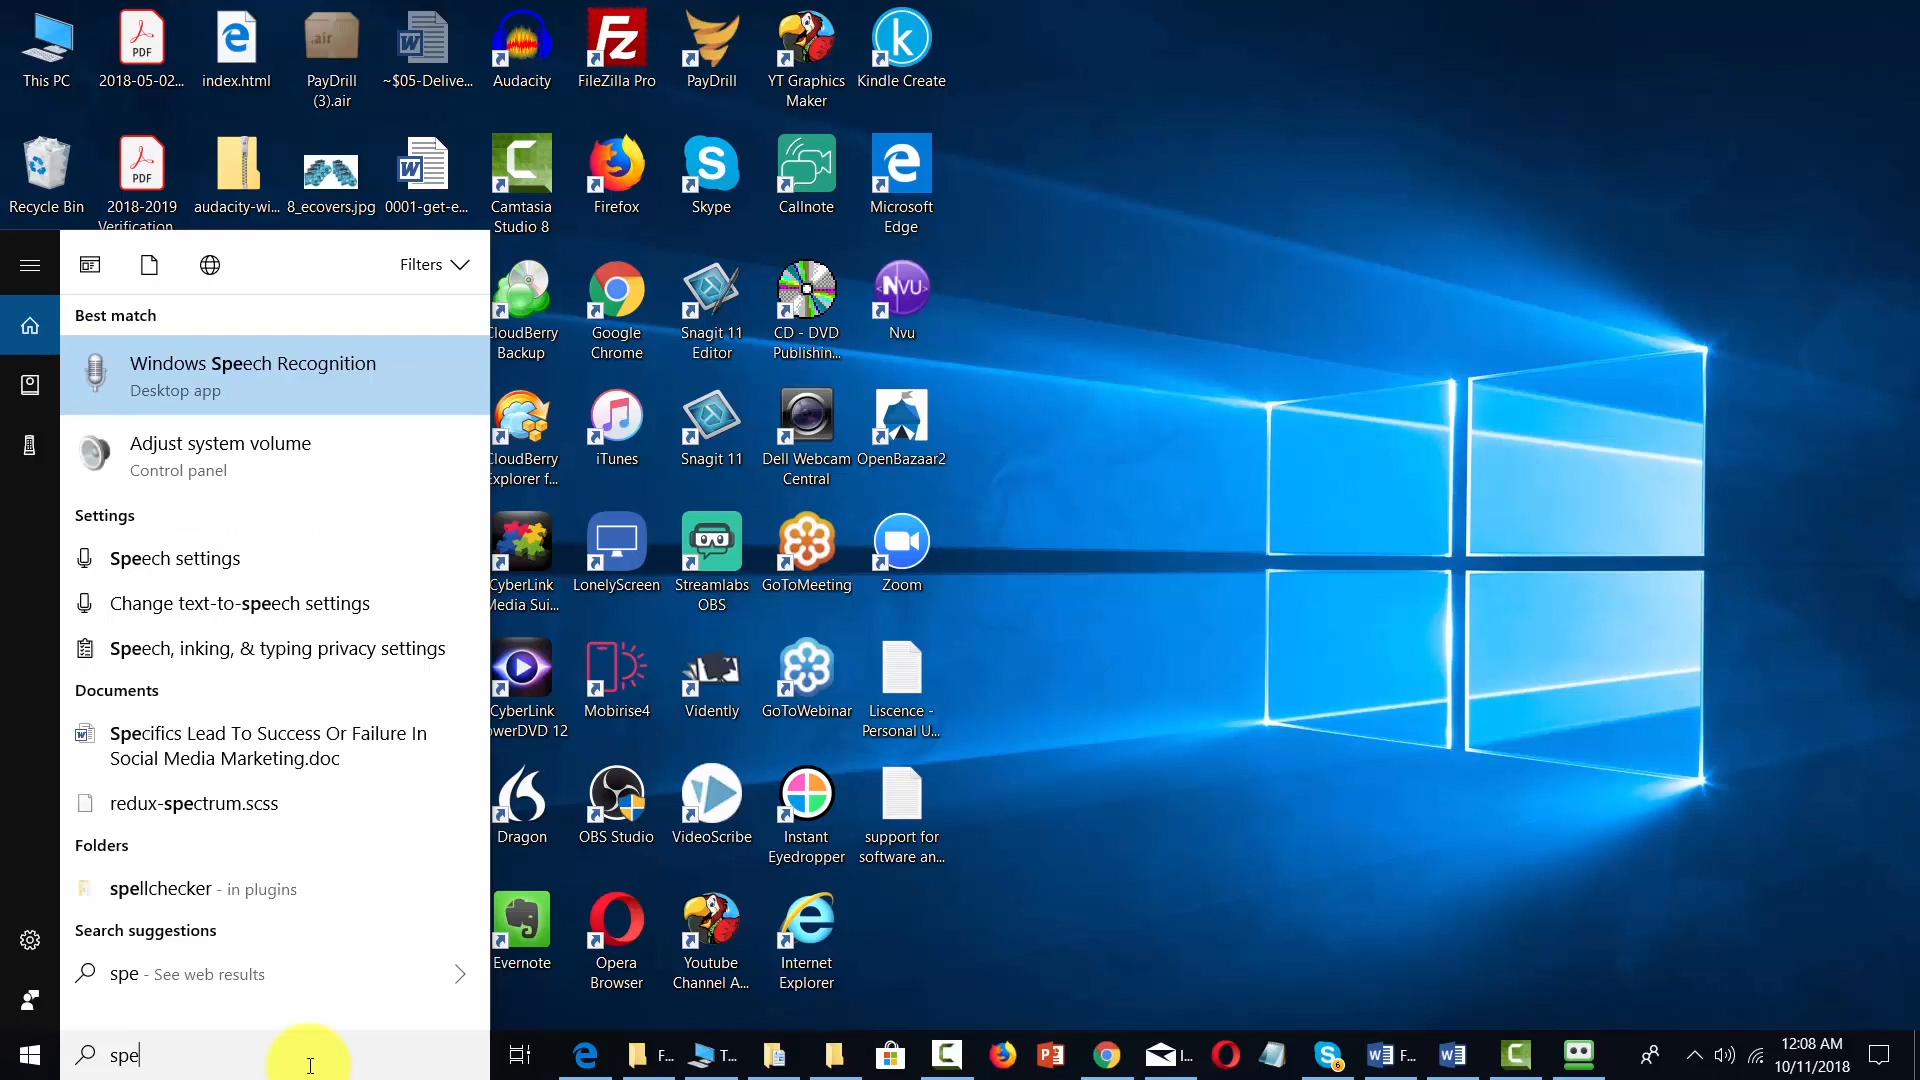 This PC
2018-05-02...
index.html
PayDrill
(3).air
~$05-Delive...
Audacity
FileZilla Pro
PayDrill
YT Graphics
Maker
Kindle Create
Recycle Bin
2018-2019
Verification
audacity-wi...
8_ecovers.jpg
0001-get-e...
Camtasia
Studio 8
Firefox
Skype
Callnote
Microsoft
Edge
Filters
Best match
Windows Speech Recognition
Desktop app
Adjust system volume
Control panel
Settings
Speech settings
Change text-to-speech settings
Speech, inking, & typing privacy settings
Documents
Specifics Lead To Success Or Failure In
Social Media Marketing.doc
redux-spectrum.scss
Folders
spellchecker - in plugins
Search suggestions
spe - See web results
spe
CloudBerry
Backup
Google
Chrome
Snagit 11
Editor
CD - DVD
Publishin...
Nvu
CloudBerry
Explorer f...
iTunes
Snagit 11
Dell Webcam
Central
OpenBazaar2
CyberLink
Media Sui...
LonelyScreen
Streamlabs
OBS
GoToMeeting
Zoom
CyberLink
owerDVD 12
Mobirise4
Vidently
GoToWebinar
Liscence -
Personal U...
Dragon
OBS Studio
VideoScribe
Instant
Eyedropper
support for
software an...
Evernote
Opera
Browser
Youtube
Channel A...
Internet
Explorer
F...
T...
I...
F...
12:08 AM
10/11/2018